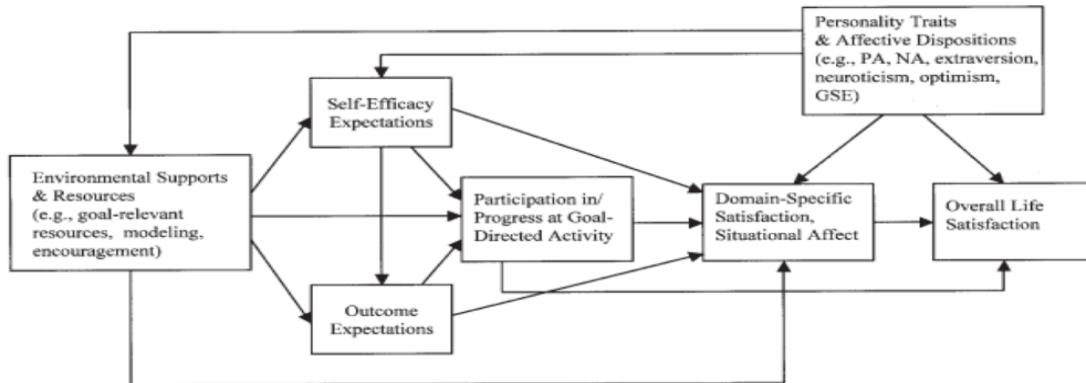 Personality Traits
& Affective Dispositions
(e.g., PA, NA, extraversion,
neuroticism, optimism,
GSE)
Self-Efficacy
Expectations
Environmental Supports
& Resources
(e.g., goal-relevant
resources, modeling,
encouragement)
Participation in/
Progress at Goal-
Directed Activity
Domain-Specific
Satisfaction,
Situational Affect
Overall Life
Satisfaction
Outcome
Expectations